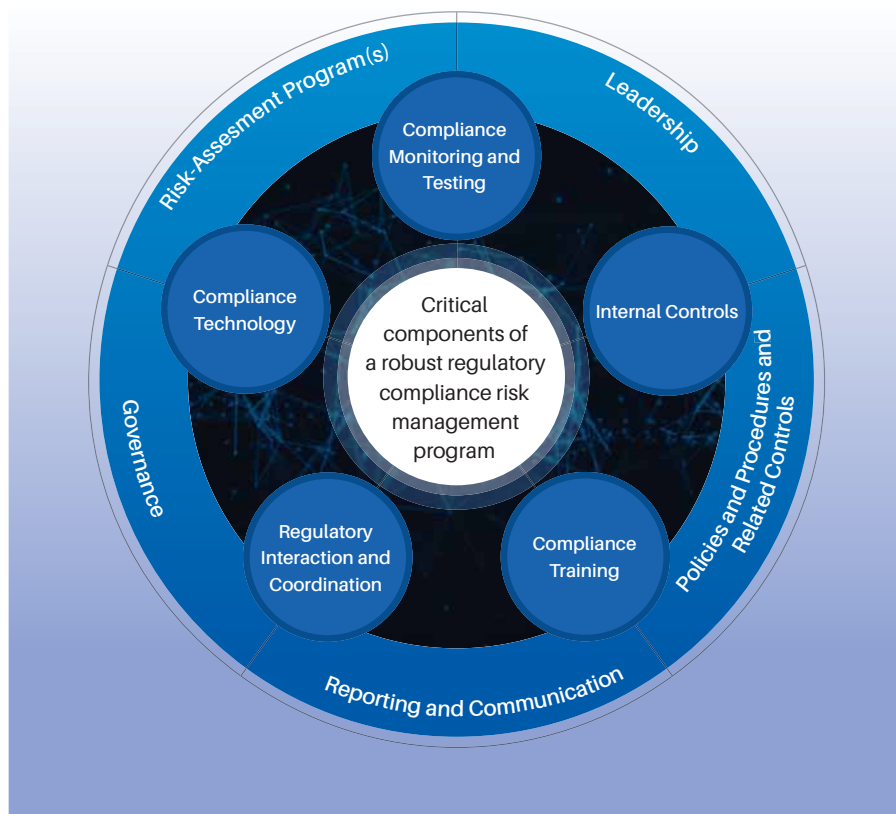 Risk-Assesment Program(s)
Leadership
Compliance
Monitoring and
Testing
Compliance
Technology
Internal Controls
Critical
components of
a robust regulatory
compliance risk
management
program
Governance
Policies and Procedures and
Related Controls
Regulatory
Interaction and
Coordination
Compliance
Training
Reporting and Communication